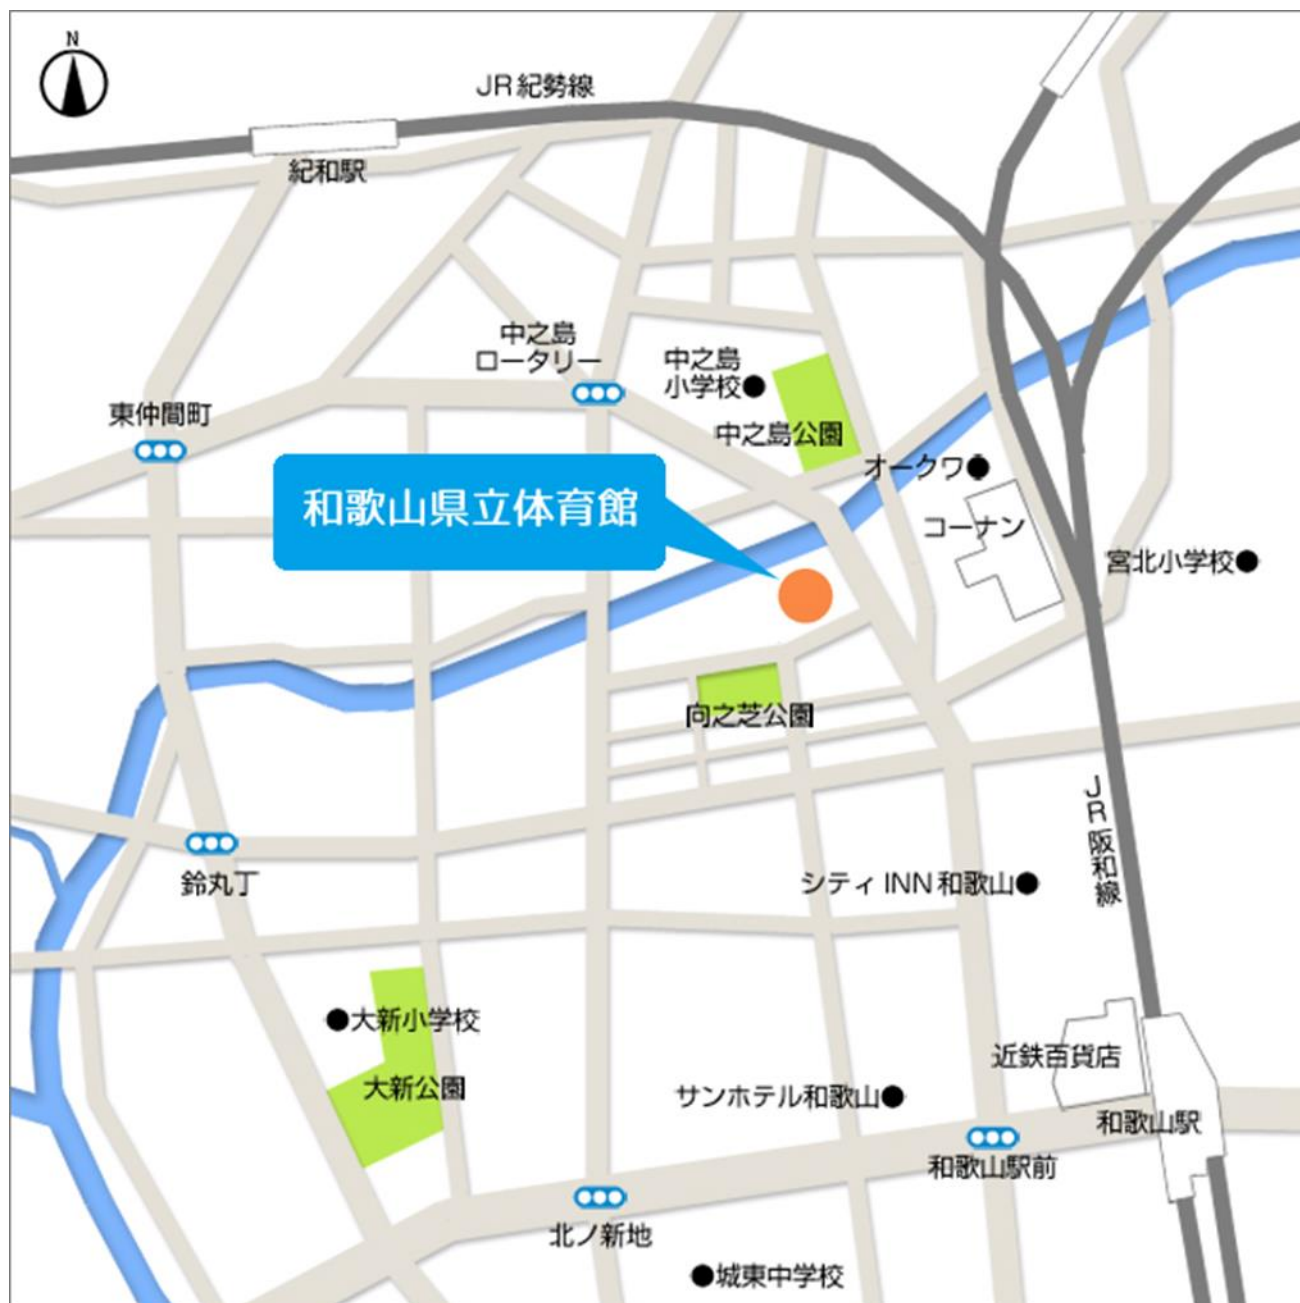 N
JR紀勢線
紀和駅
中之島
ロータリー
中之島
小学校
東仲間町
中之島公園
オークワ
和歌山県立体育館
コーナン
宮北小学校
向之芝公園
JR阪和線
鈴丸丁
シティINN和歌山
大新小学校
近鉄百貨店
大新公園
サンホテル和歌山
和歌山駅
和歌山駅前
北ノ新地
城東中学校